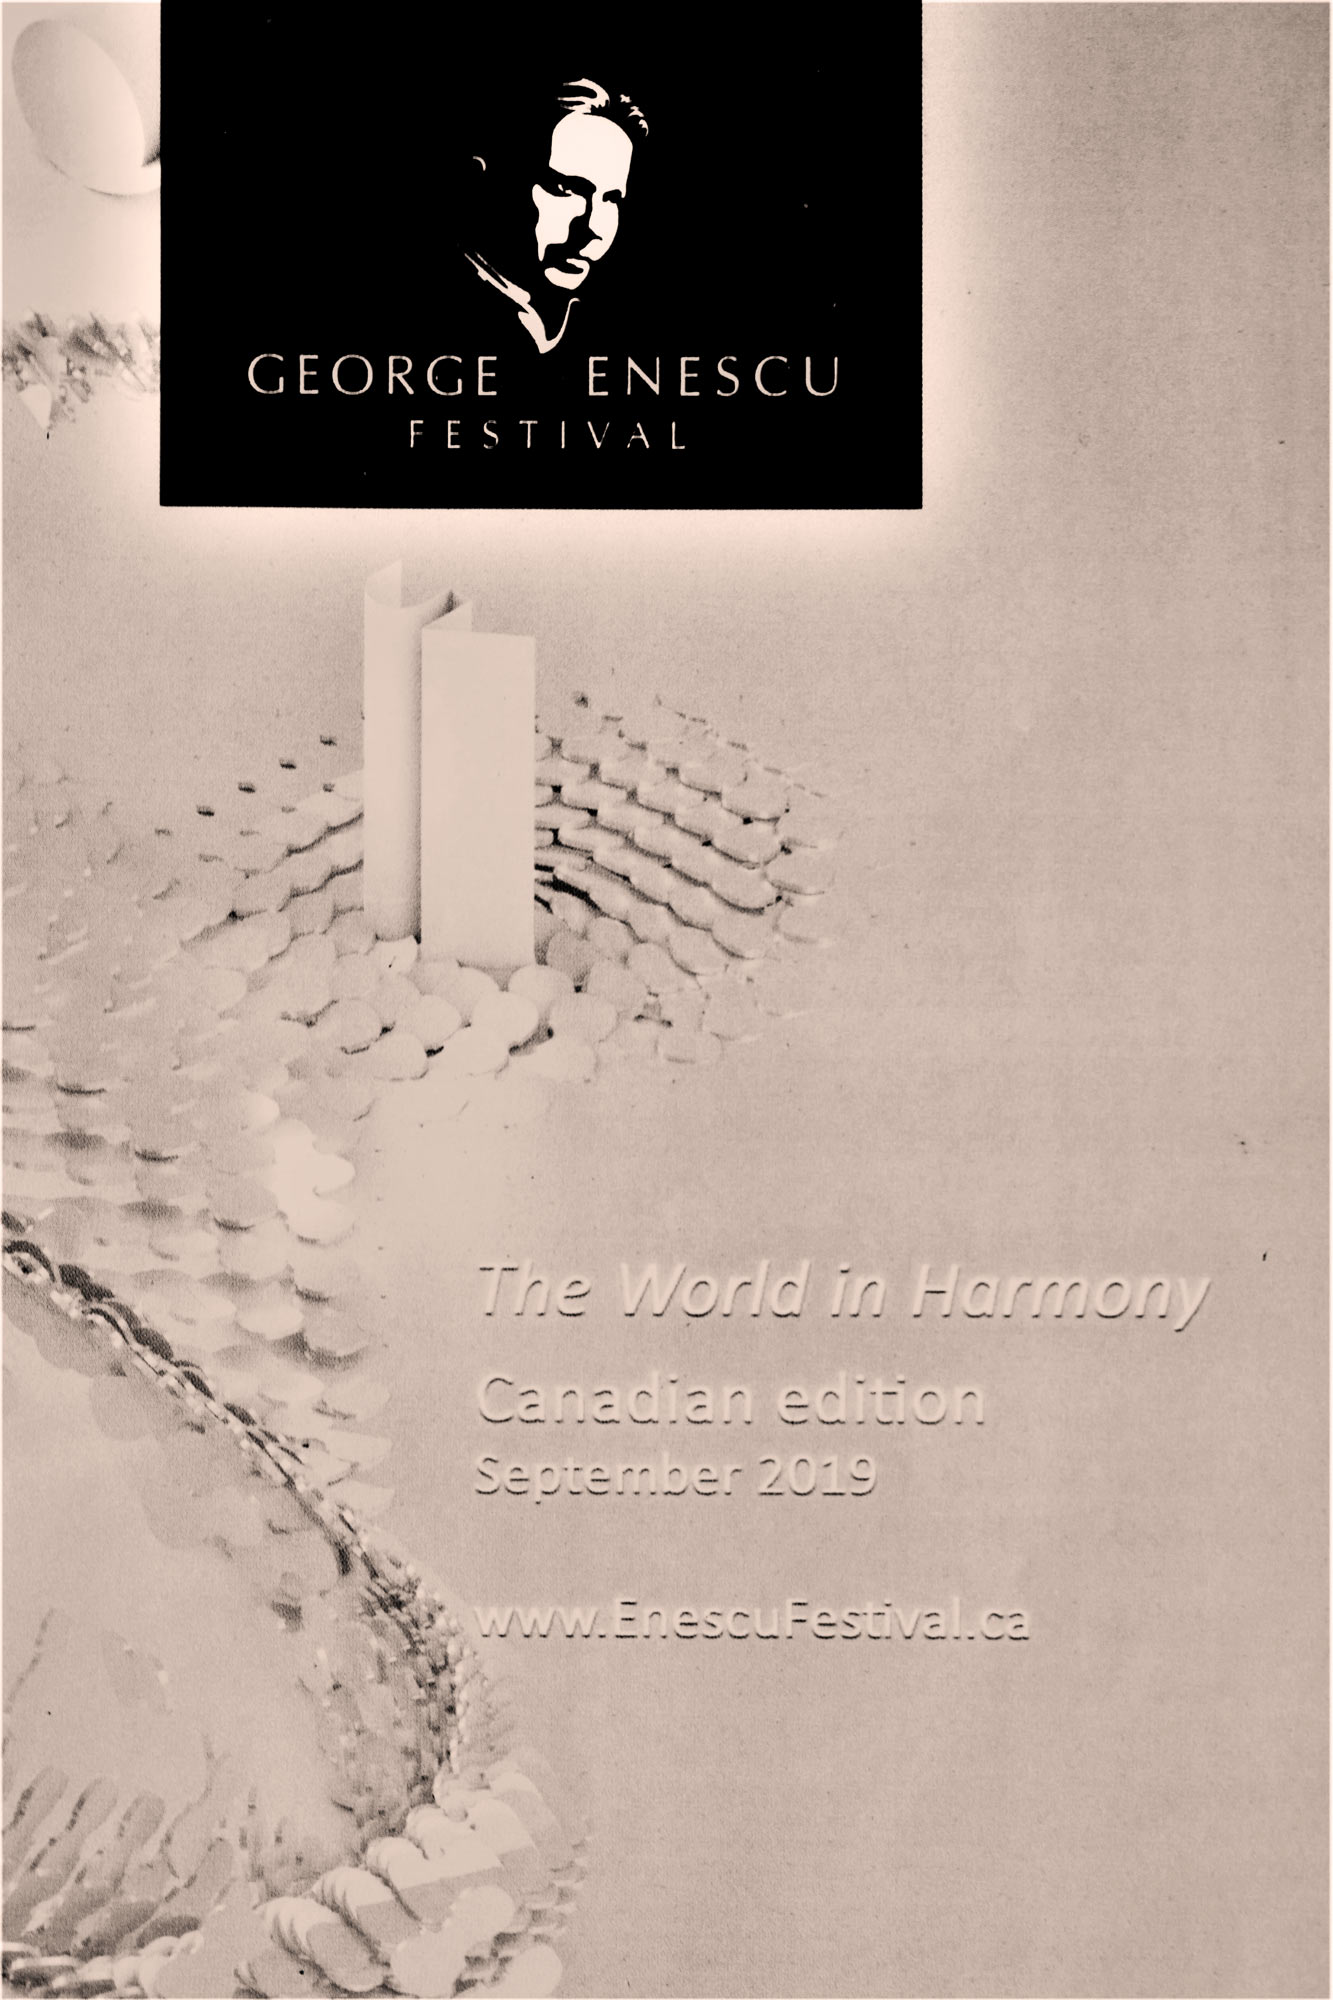 GEORGE ENESCU
FESTIVAL
The World in Harmony
Canadian edition
September 2019
www.EnescuFestival.ca